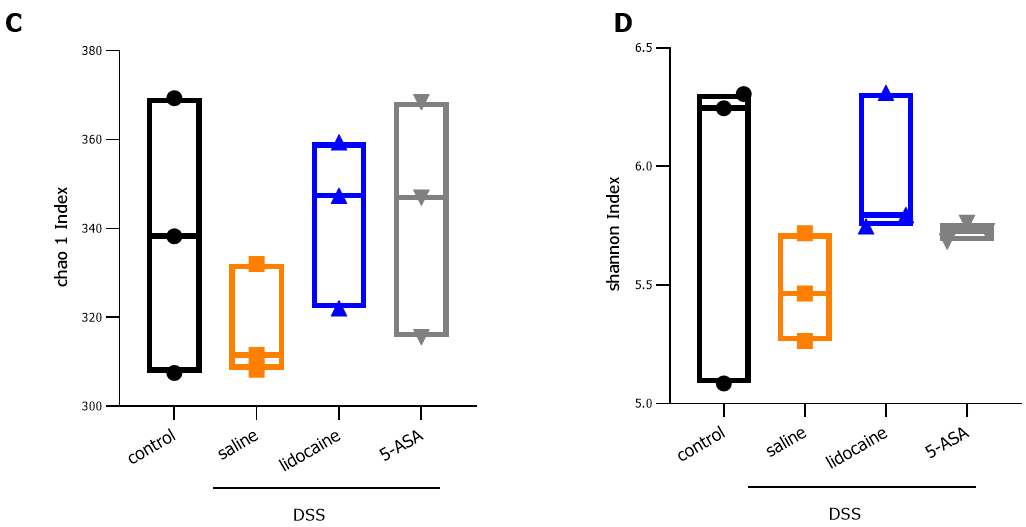 C
380
360
340
320
300
chao 1 Index
control
saline
lidocaine
5-ASA
DSS
D
6.5
6.0
5.5
5.0
shannon Index
control
saline
lidocaine
5-ASA
DSS